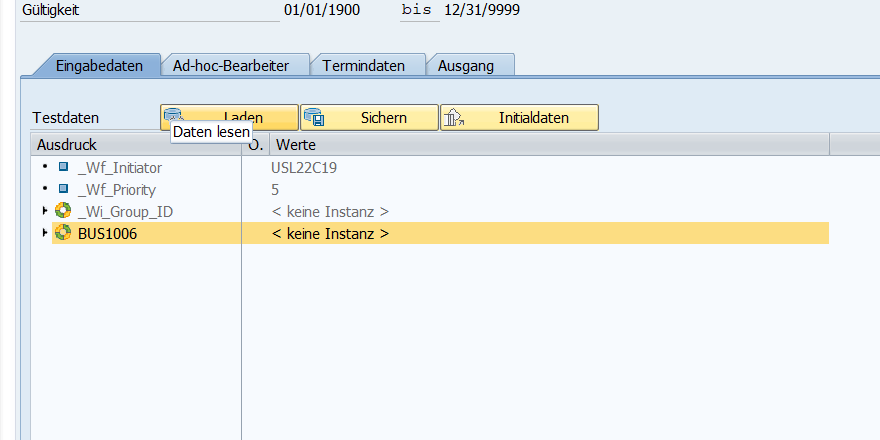 Gültigkeit 01/01/1900 bis 12/31/9999
Eingabedaten Ad-hoc-Bearbeiter Termindaten Ausgang
Testdaten Laden Sichern Initialdaten
Daten lesen
Ausdruck O. Werte
_Wf_Initiator USL22C19
_Wf_Priority 5
_Wi_Group_ID < keine Instanz >
BUS1006 < keine Instanz >